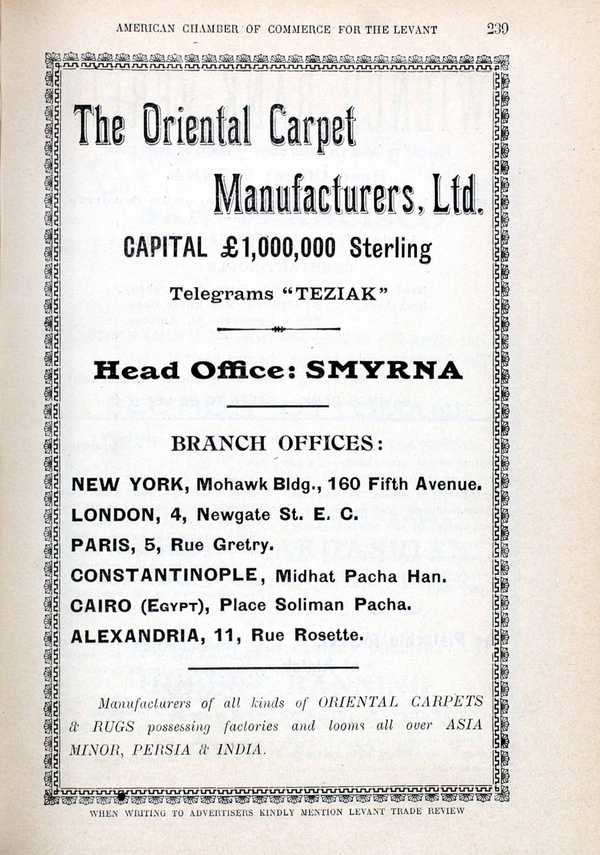 AMERICAN CHAMBER OF COMMERCE FOR THE LEVANT 239
The Oriental Carpet
Manufacturers, Ltd.
CAPITAL £1,000,000 Sterling
Telegrams "TEZIAK"
Head Office: SMYRNA
BRANCH OFFICES:
NEW YORK, Mohawk Bldg., 160 Fifth Avenue.
LONDON, 4, Newgate St. E. C.
PARIS, 5, Rue Gretry.
CONSTANTINOPLE, Midhat Pacha Han.
CAIRO (EGYPT), Place Soliman Pacha.
ALEXANDRIA, 11, Rue Rosette.
Manufacturers of all kinds of ORIENTAL CARPETS
& RUGS possessing factories and looms all over ASIA
MINOR, PERSIA & INDIA.
WHEN WRITING TO ADVERTISERS KINDLY MENTION LEVANT TRADE REVIEW